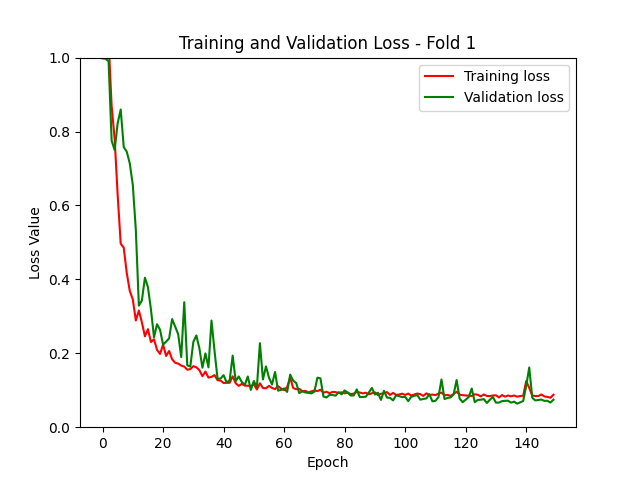 Training and Validation Loss - Fold 1
Training loss
Validation loss
Loss Value
1.0
0.8
0.6
0.4
0.2
0.0
0 20 40 60 80 100 120 140
Epoch